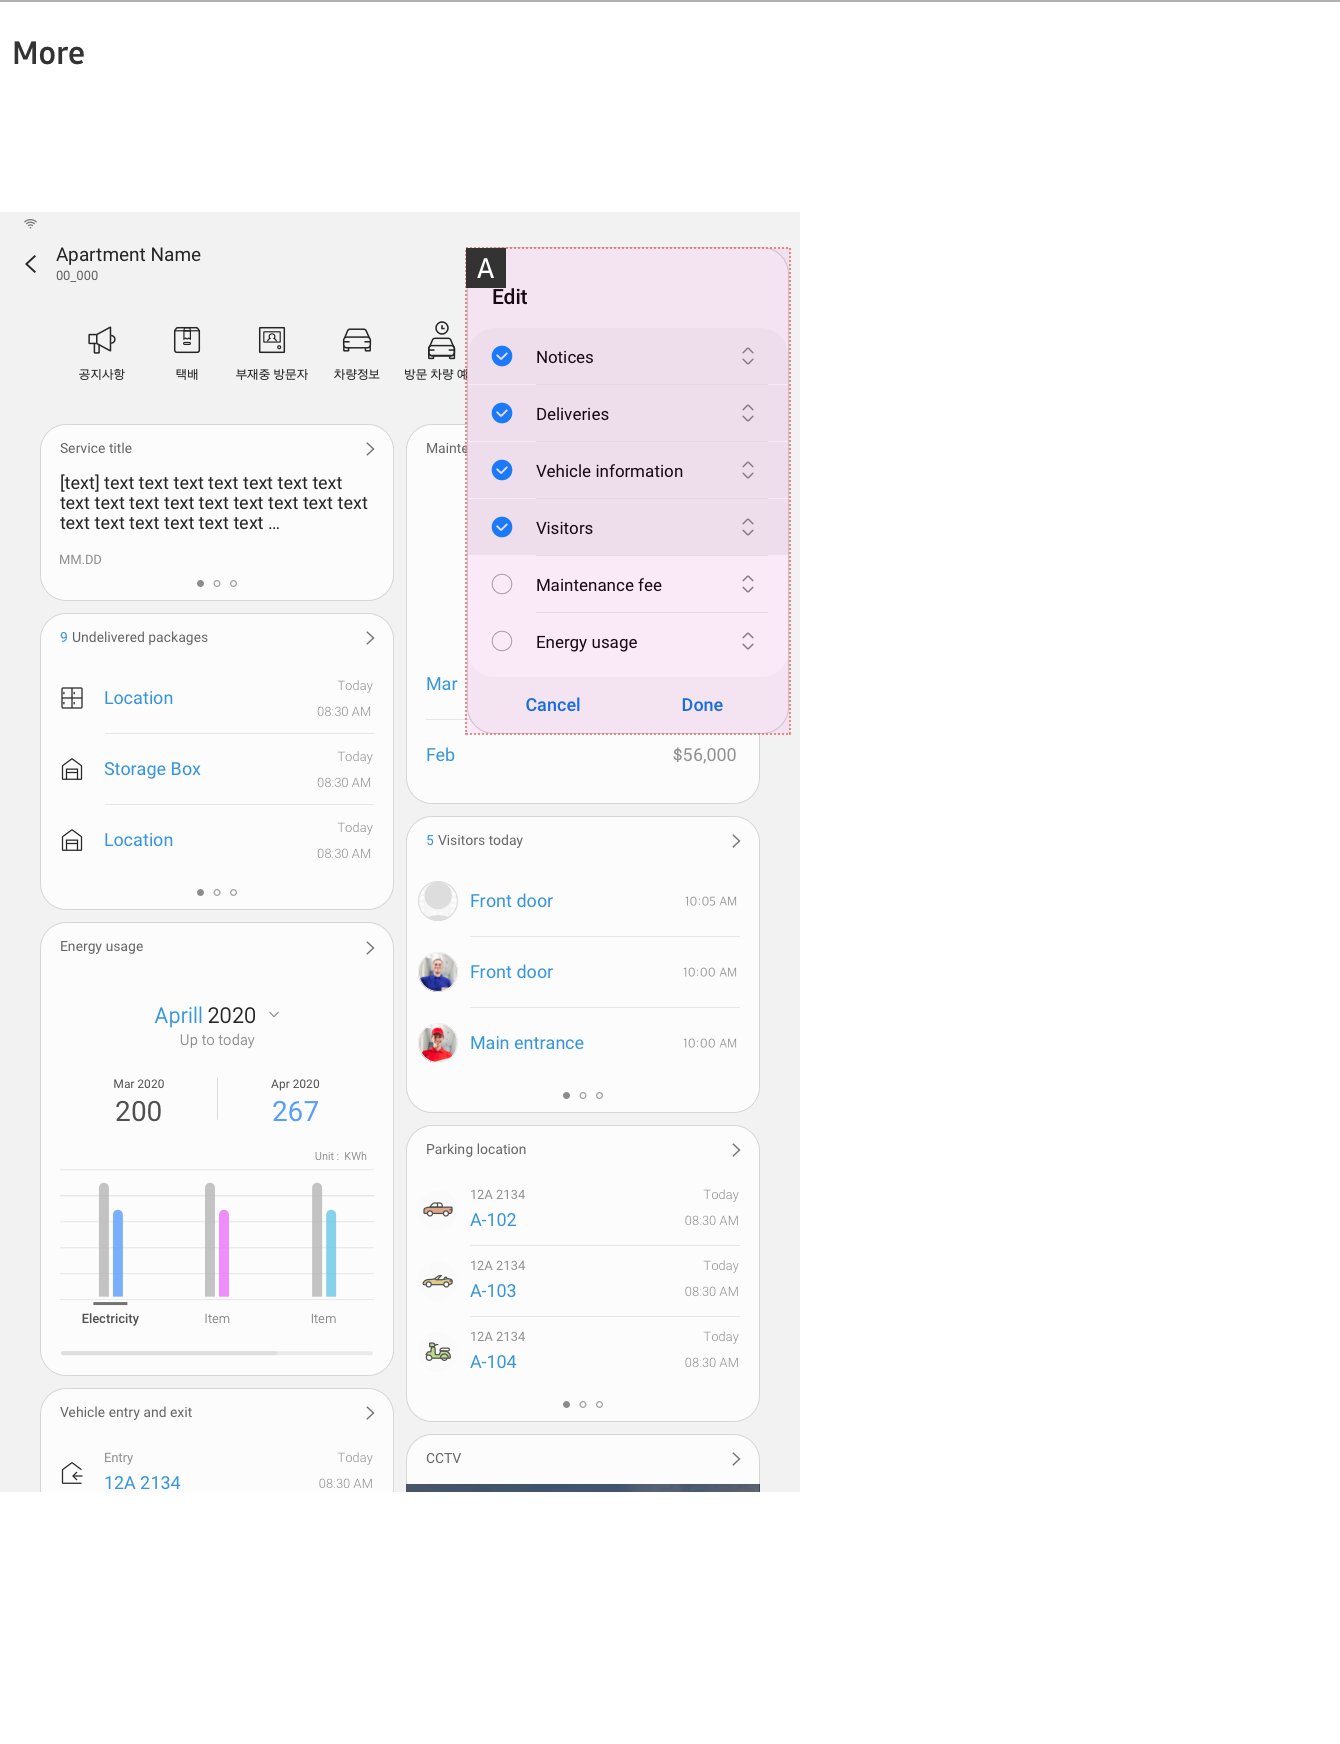 More
Apartment Name
00_000
공지사항
택배
부재중 방문자
차량정보
방문 차량 예
A
Edit
Notices
Deliveries
Vehicle information
Visitors
Maintenance fee
Energy usage
Cancel
Done
Service title
[text] text text text text text text text
text text text text text text text text text
text text text text text text ...
MM.DD
9 Undelivered packages
Location
Today
08:30 AM
Storage Box
Today
08:30 AM
Location
Today
08:30 AM
Energy usage
Aprill 2020
Up to today
Mar 2020
200
Apr 2020
267
Unit : KWh
Electricity
Item
Item
Vehicle entry and exit
Entry
12A 2134
Today
08:30 AM
Mainte
Mar
Feb
$56,000
5 Visitors today
Front door
10:05 AM
Front door
10:00 AM
Main entrance
10:00 AM
Parking location
12A 2134
A-102
Today
08:30 AM
12A 2134
A-103
Today
08:30 AM
12A 2134
A-104
Today
08:30 AM
CCTV